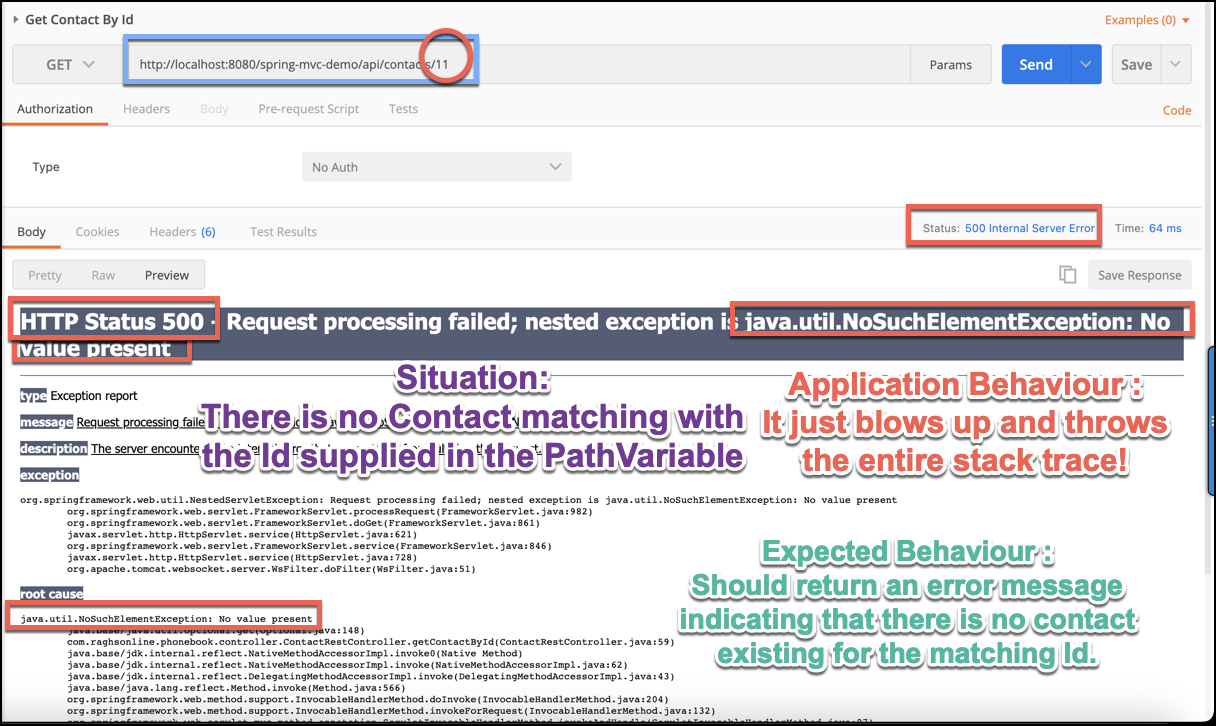 Get Contact By Id
Examples (0)
GET
http://localhost:8080/spring-mvc-demo/api/contacts/11
Params
Send
Save
Authorization
Headers
Body
Pre-request Script
Tests
Code
Type
No Auth
Body
Cookies
Headers (6)
Test Results
Status: 500 Internal Server Error
Time: 64 ms
Pretty
Raw
Preview
Save Response
HTTP Status 500 - Request processing failed; nested exception is java.util.NoSuchElementException: No
value present
Situation:
There is no Contact matching with
the Id supplied in the PathVariable
Application Behaviour :
It just blows up and throws
the entire stack trace!
type Exception report
message Request processing faile
description The server encounte
exception
org.springframework.web.util.NestedServletException: Request processing failed; nested exception is java.util.NoSuchElementException: No value present
org.springframework.web.servlet.FrameworkServlet.processRequest(FrameworkServlet.java:982)
org.springframework.web.servlet.FrameworkServlet.doGet(FrameworkServlet.java:861)
javax.servlet.http.HttpServlet.service(HttpServlet.java:621)
org.springframework.web.servlet.FrameworkServlet.service(FrameworkServlet.java:846)
javax.servlet.http.HttpServlet.service(HttpServlet.java:728)
org.apache.tomcat.websocket.server.WsFilter.doFilter(WsFilter.java:51)
Expected Behaviour :
Should return an error message
indicating that there is no contact
existing for the matching Id.
root cause
java.util.NoSuchElementException: No value present
java.base/java.util.Optional.get(Optional.java:148)
com.raghsonline.phonebook.controller.ContactRestController.getContactById(ContactRestController.java:59)
java.base/jdk.internal.reflect.NativeMethodAccessorImpl.invoke0(Native Method)
java.base/jdk.internal.reflect.NativeMethodAccessorImpl.invoke(NativeMethodAccessorImpl.java:62)
java.base/jdk.internal.reflect.DelegatingMethodAccessorImpl.invoke(DelegatingMethodAccessorImpl.java:43)
java.base/java.lang.reflect.Method.invoke(Method.java:566)
org.springframework.web.method.support.InvocableHandlerMethod.doInvoke(InvocableHandlerMethod.java:204)
org.springframework.web.method.support.InvocableHandlerMethod.invokeForRequest(InvocableHandlerMethod.java:132)